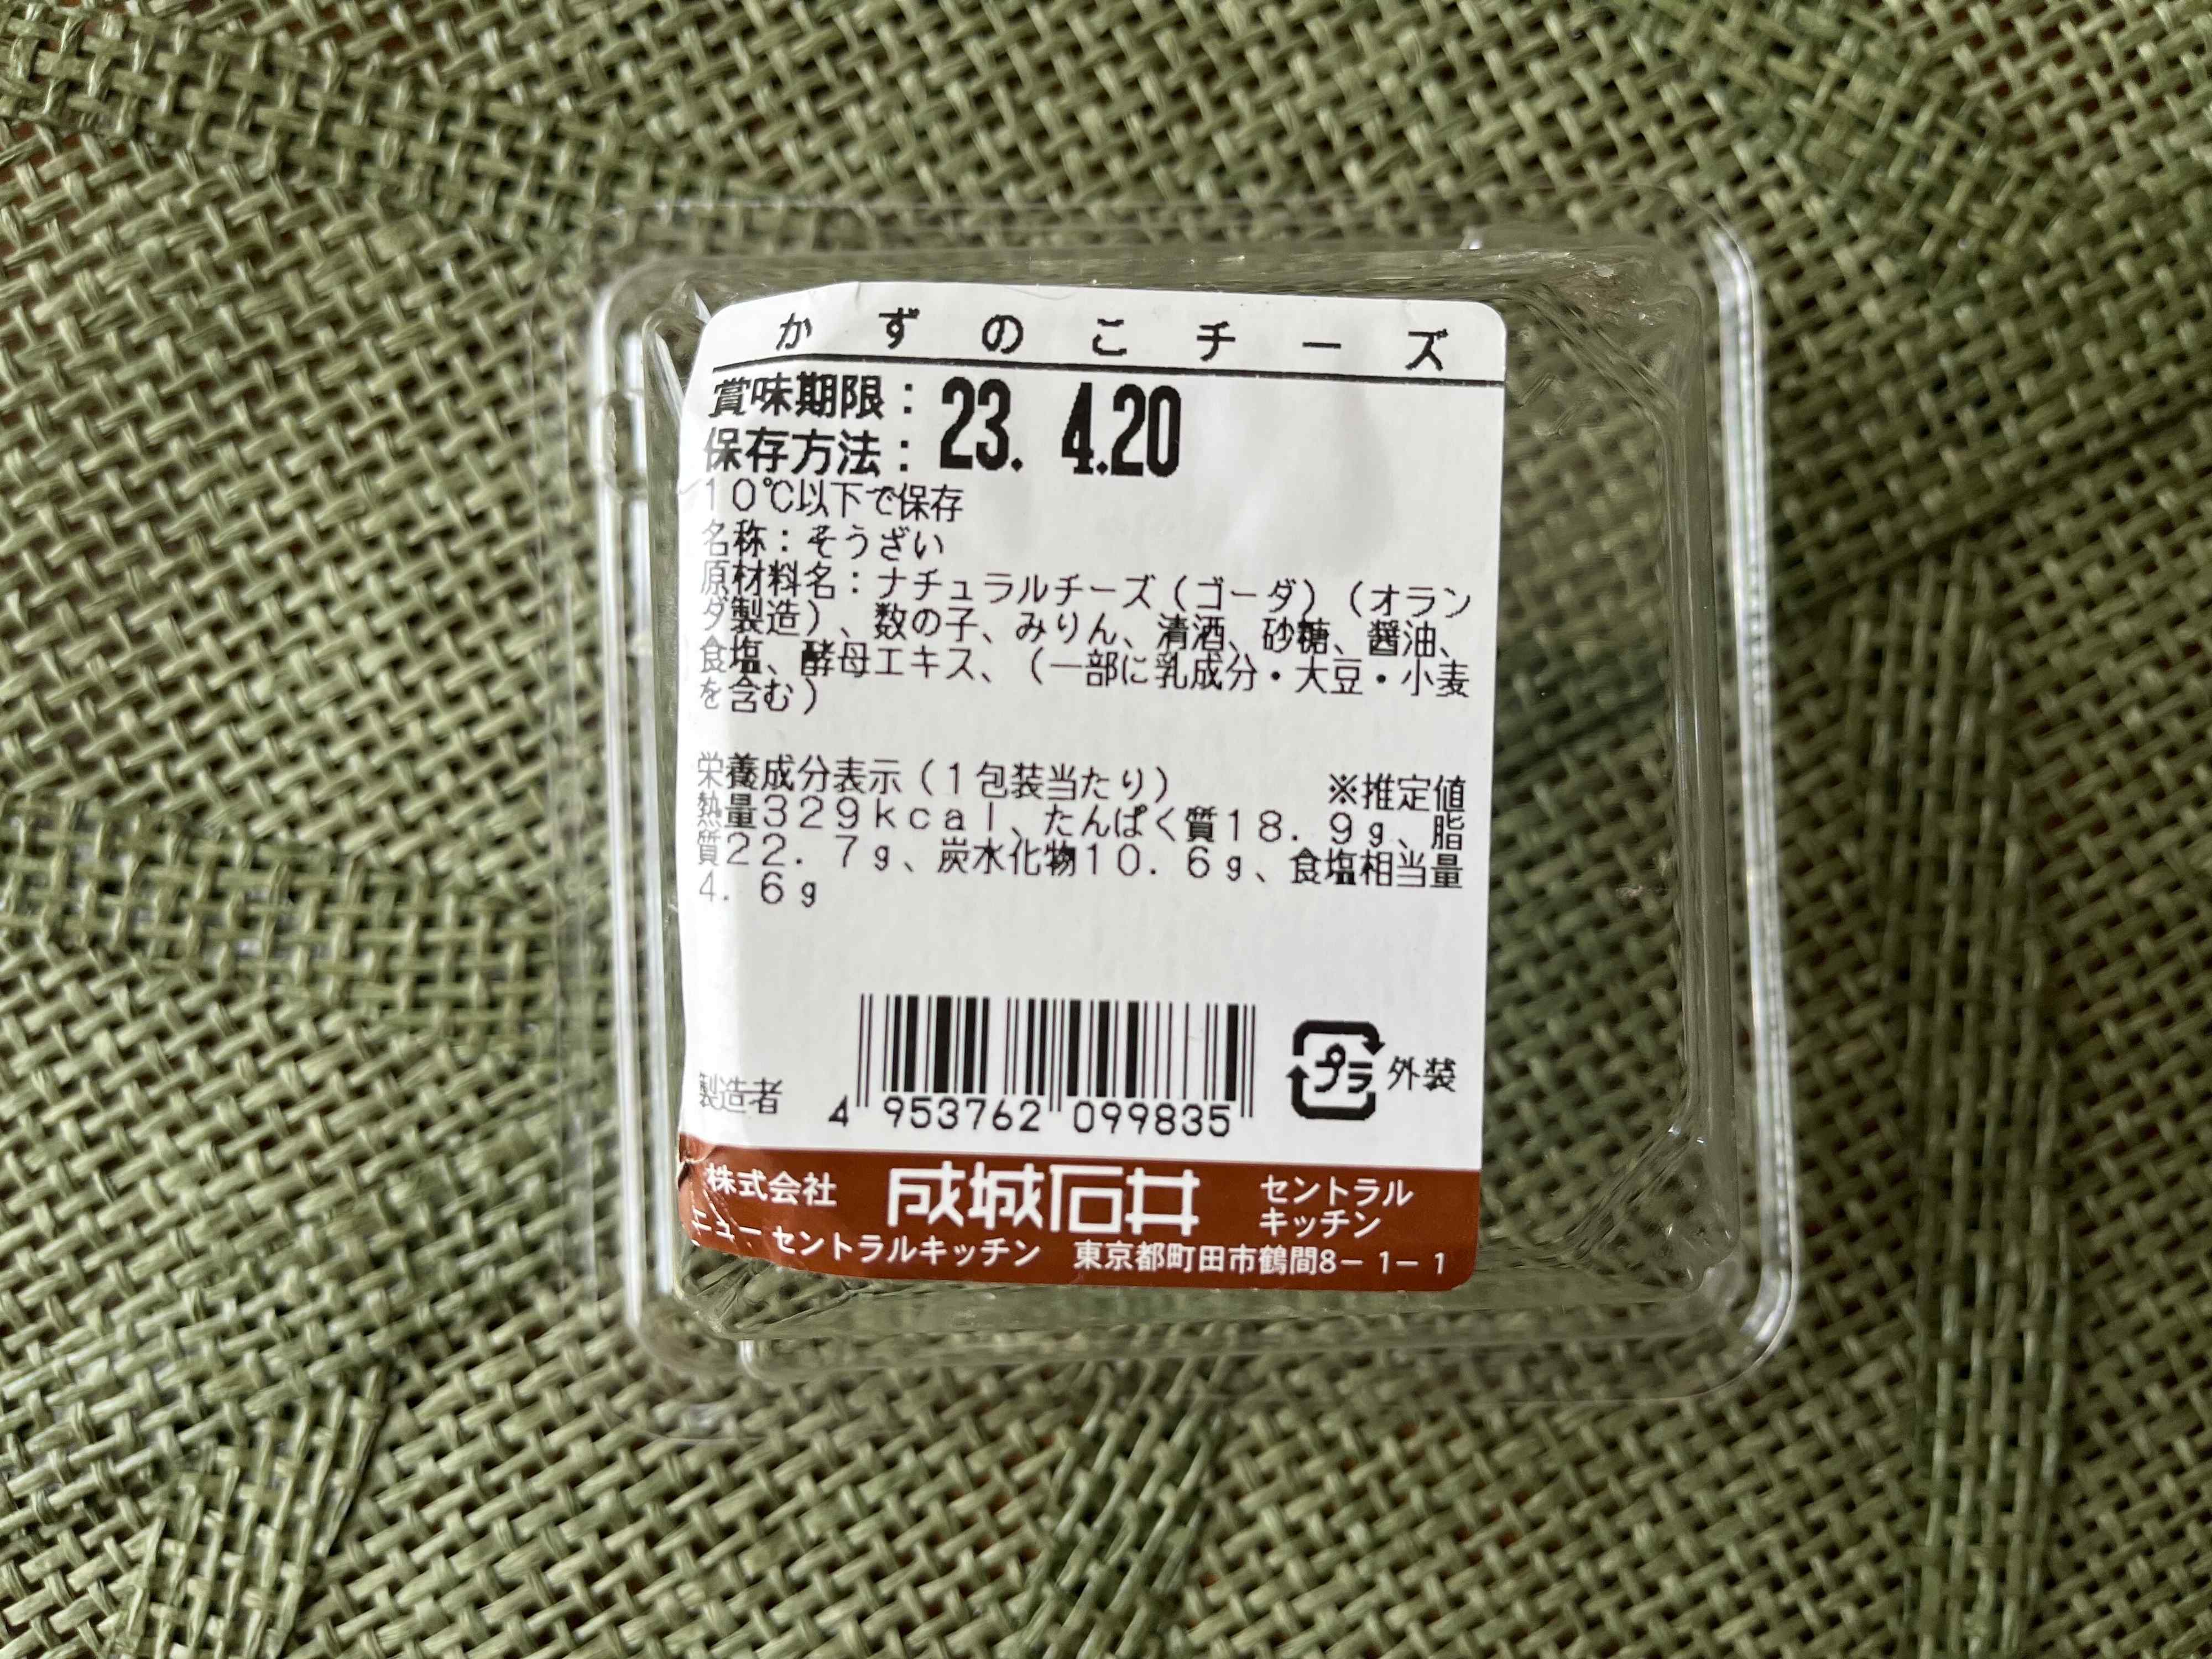 かずのこチーズ
賞味期限：23. 4.20
保存方法：
10℃以下で保存
名称：そうざい
原材料名：ナチュラルチーズ（ゴーダ）（オラン
ダ製造）、数の子、みりん、清酒、砂糖、醤油、
食塩、酵母エキス、（一部に乳成分・大豆・小麦
を含む）
栄養成分表示（1包装当たり） ※推定値
熱量329kcal、たんぱく質18.9g、脂
質22.7g、炭水化物10.6g、食塩相当量
4.6g
製造者
4 953762 099835
プラ 外装
株式会社 成城石井 セントラル
キッチン
ニューセントラルキッチン 東京都町田市鶴間8-1-1